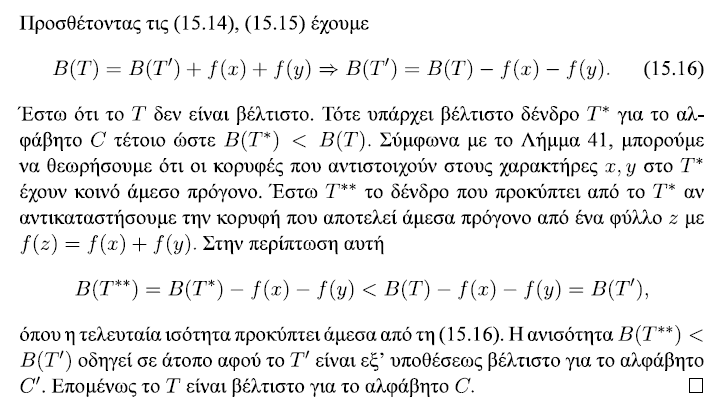 Προσθέτοντας τις (15.14), (15.15) έχουμε
B(T) = B(T′) + f(x) + f(y) ⇒ B(T′) = B(T) − f(x) − f(y). (15.16)
Έστω ότι το T δεν είναι βέλτιστο. Τότε υπάρχει βέλτιστο δένδρο T* για το αλ-
φάβητο C τέτοιο ώστε B(T*) < B(T). Σύμφωνα με το Λήμμα 41, μπορούμε
να θεωρήσουμε ότι οι κορυφές που αντιστοιχούν στους χαρακτήρες x, y στο T*
έχουν κοινό άμεσο πρόγονο. Έστω T** το δένδρο που προκύπτει από το T* αν
αντικαταστήσουμε την κορυφή που αποτελεί άμεσα πρόγονο από ένα φύλλο z με
f(z) = f(x) + f(y). Στην περίπτωση αυτή
B(T**) = B(T*) − f(x) − f(y) < B(T) − f(x) − f(y) = B(T′),
όπου η τελευταία ισότητα προκύπτει άμεσα από τη (15.16). Η ανισότητα B(T**) <
B(T′) οδηγεί σε άτοπο αφού το T′ είναι εξ’ υποθέσεως βέλτιστο για το αλφάβητο
C′. Επομένως το T είναι βέλτιστο για το αλφάβητο C. □